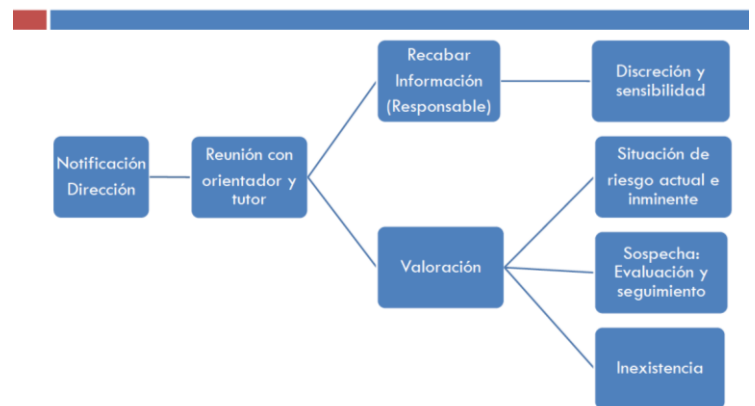 Notificación
Dirección
Reunión con
orientador y
tutor
Recabar
Información
(Responsable)
Discreción y
sensibilidad
Valoración
Situación de
riesgo actual e
inminente
Sospecha:
Evaluación y
seguimiento
Inexistencia